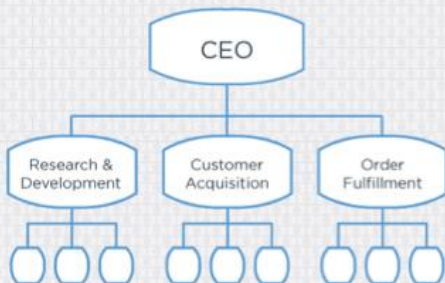 CEO
Research &
Development
Customer
Acquisition
Order
Fulfillment